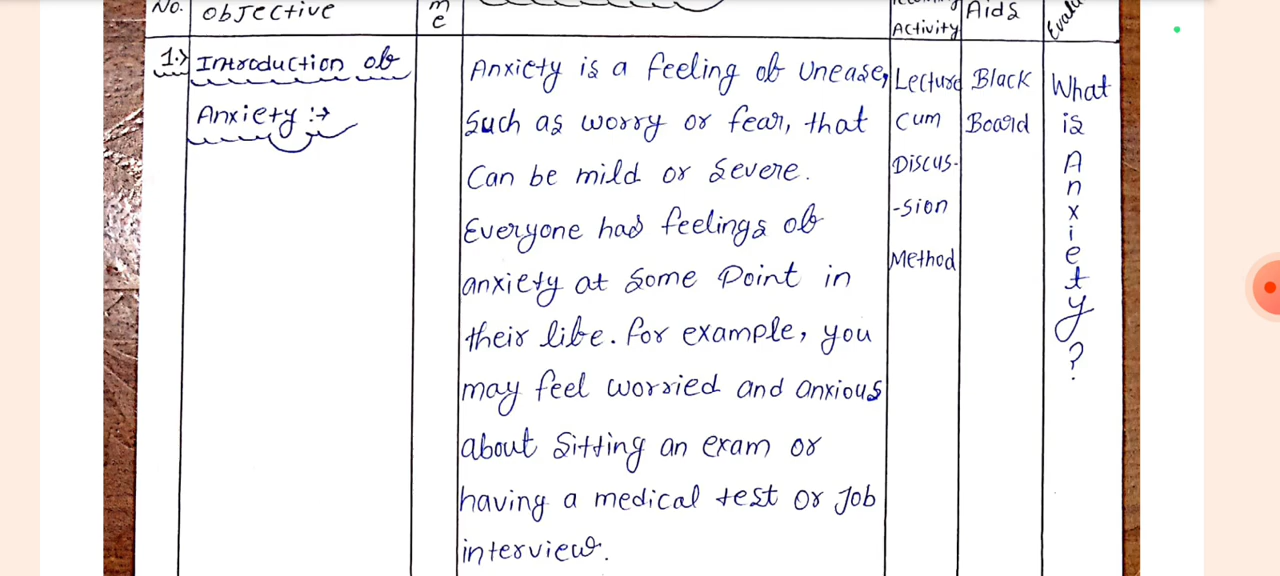 No.
Objective
m
e
Activity
Aids
1.) Introduction of
Anxiety :→
Anxiety is a feeling of unease,
such as worry or fear, that
can be mild or severe.
Everyone had feelings of
anxiety at some point in
their life. for example, you
may feel worried and anxious
about sitting an exam or
having a medical test or job
interview.
Lecture
cum
Discus-
-sion
Method
Black
Board
What
is
A
n
x
i
e
t
y
?